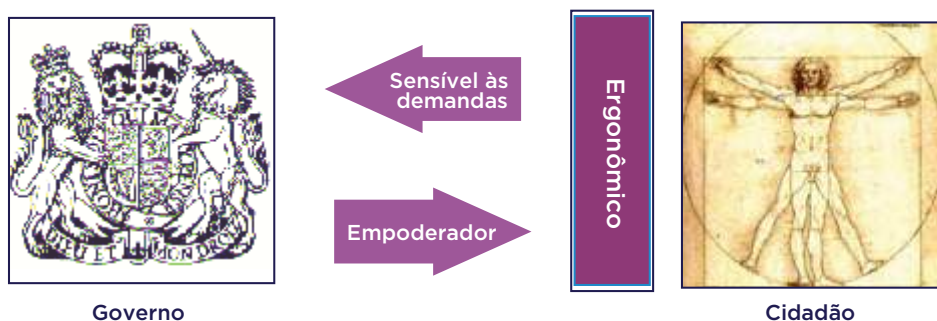 Sensível às
demandas
Empoderador
Ergonômico
Governo
Cidadão